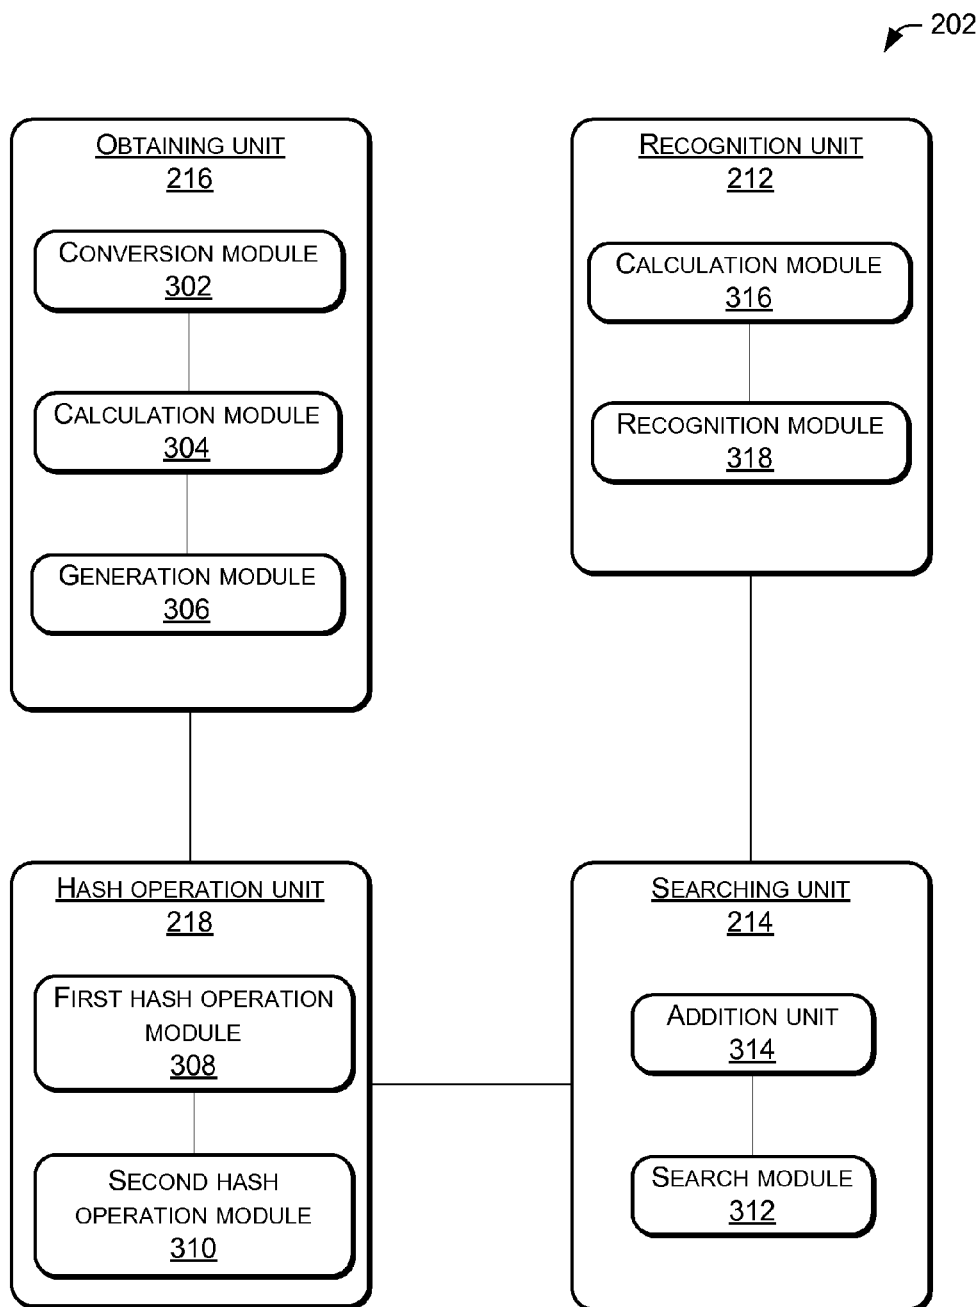 202
OBTAINING UNIT
216
CONVERSION MODULE
302
CALCULATION MODULE
304
GENERATION MODULE
306
RECOGNITION UNIT
212
CALCULATION MODULE
316
RECOGNITION MODULE
318
HASH OPERATION UNIT
218
FIRST HASH OPERATION
MODULE
308
SECOND HASH
OPERATION MODULE
310
SEARCHING UNIT
214
ADDITION UNIT
314
SEARCH MODULE
312